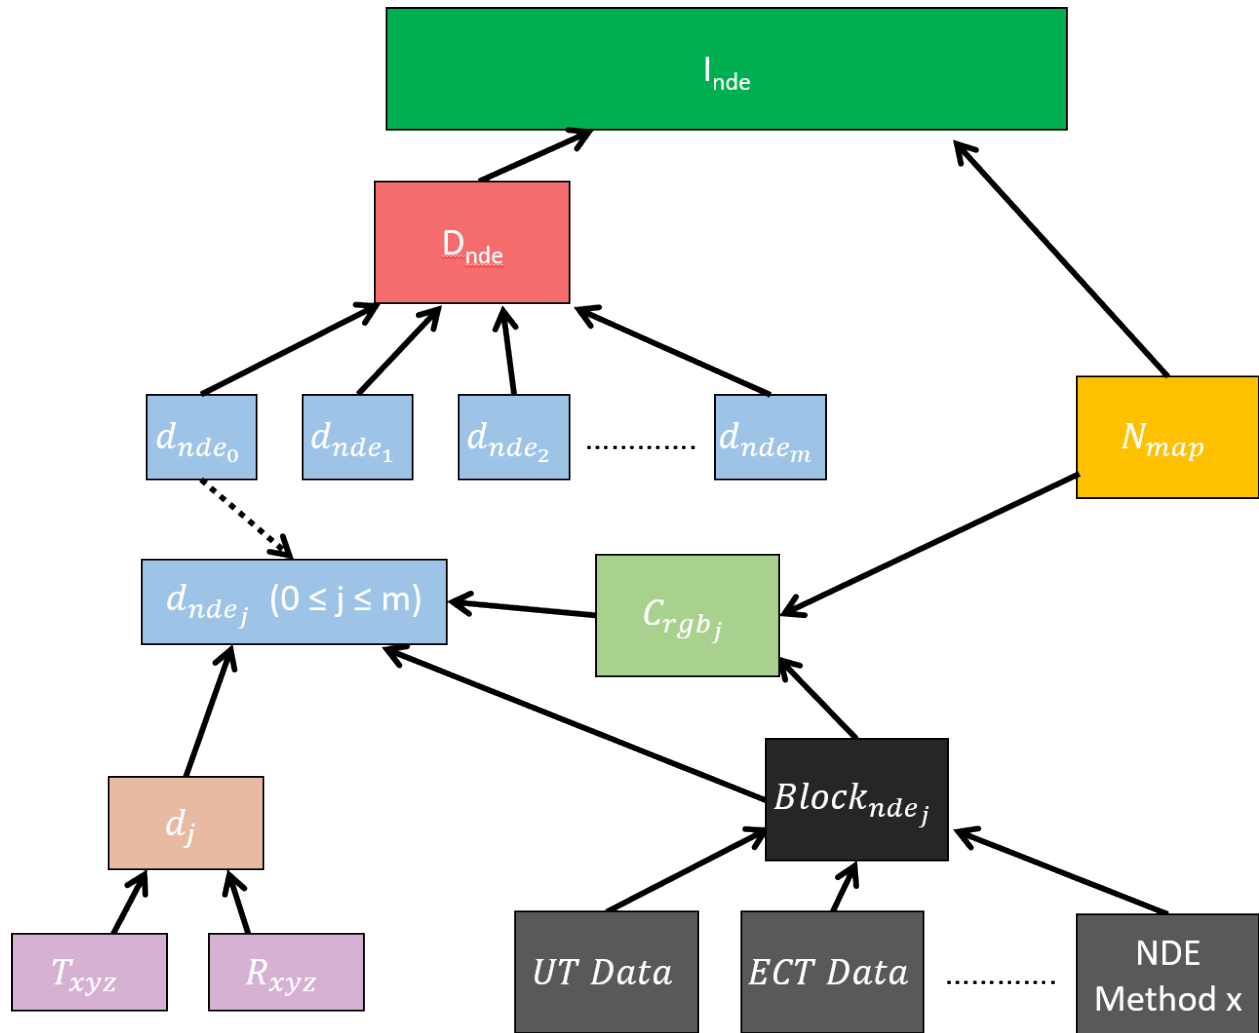 I_nde
D_nde
d_nde_0 d_nde_1 d_nde_2 .............. d_nde_m
N_map
d_nde_j (0 ≤ j ≤ m)
C_rgb_j
Block_nde_j
d_j
T_xyz R_xyz
UT Data ECT Data .............. NDE
Method x